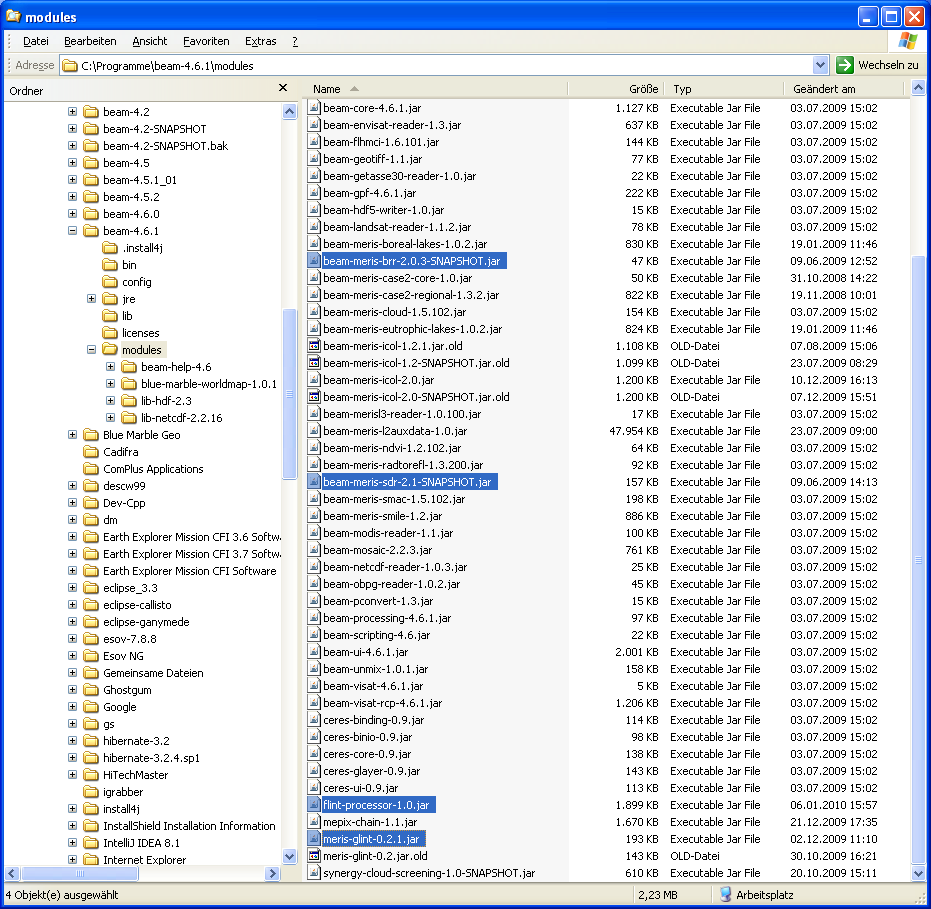 modules
Datei Bearbeiten Ansicht Favoriten Extras ?
Adresse C:\Programme\beam-4.6.1\modules Wechseln zu
Ordner
beam-4.2
beam-4.2-SNAPSHOT
beam-4.2-SNAPSHOT.bak
beam-4.5
beam-4.5.1_01
beam-4.5.2
beam-4.6.0
beam-4.6.1
.install4j
bin
config
jre
lib
licenses
modules
beam-help-4.6
blue-marble-worldmap-1.0.1
lib-hdf-2.3
lib-netcdf-2.2.16
Blue Marble Geo
Cadifra
ComPlus Applications
descw99
Dev-Cpp
dm
Earth Explorer Mission CFI 3.6 Softw
Earth Explorer Mission CFI 3.7 Softw
Earth Explorer Mission CFI Software
eclipse_3.3
eclipse-callisto
eclipse-ganymede
esov-7.8.8
Esov NG
Gemeinsame Dateien
Ghostgum
Google
gs
hibernate-3.2
hibernate-3.2.4.sp1
HiTechMaster
igrabber
install4j
InstallShield Installation Information
IntelliJ IDEA 8.1
Internet Explorer
Name Größe Typ Geändert am
beam-core-4.6.1.jar 1.127 KB Executable Jar File 03.07.2009 15:02
beam-envisat-reader-1.3.jar 637 KB Executable Jar File 03.07.2009 15:02
beam-flhmci-1.6.101.jar 144 KB Executable Jar File 03.07.2009 15:02
beam-geotiff-1.1.jar 77 KB Executable Jar File 03.07.2009 15:02
beam-getasse30-reader-1.0.jar 22 KB Executable Jar File 03.07.2009 15:02
beam-gpf-4.6.1.jar 222 KB Executable Jar File 03.07.2009 15:02
beam-hdf5-writer-1.0.jar 15 KB Executable Jar File 03.07.2009 15:02
beam-landsat-reader-1.1.2.jar 78 KB Executable Jar File 03.07.2009 15:02
beam-meris-boreal-lakes-1.0.2.jar 830 KB Executable Jar File 19.01.2009 11:46
beam-meris-brr-2.0.3-SNAPSHOT.jar 47 KB Executable Jar File 09.06.2009 12:52
beam-meris-case2-core-1.0.jar 50 KB Executable Jar File 31.10.2008 14:22
beam-meris-case2-regional-1.3.2.jar 822 KB Executable Jar File 19.11.2008 10:01
beam-meris-cloud-1.5.102.jar 154 KB Executable Jar File 03.07.2009 15:02
beam-meris-eutrophic-lakes-1.0.2.jar 824 KB Executable Jar File 19.01.2009 11:46
beam-meris-icol-1.2.1.jar.old 1.108 KB OLD-Datei 07.08.2009 15:06
beam-meris-icol-1.2-SNAPSHOT.jar.old 1.099 KB OLD-Datei 23.07.2009 08:29
beam-meris-icol-2.0.jar 1.200 KB Executable Jar File 10.12.2009 16:13
beam-meris-icol-2.0-SNAPSHOT.jar.old 1.200 KB OLD-Datei 07.12.2009 15:51
beam-merisl3-reader-1.0.100.jar 17 KB Executable Jar File 03.07.2009 15:02
beam-meris-l2auxdata-1.0.jar 47.954 KB Executable Jar File 23.07.2009 09:00
beam-meris-ndvi-1.2.102.jar 64 KB Executable Jar File 03.07.2009 15:02
beam-meris-radtorefl-1.3.200.jar 92 KB Executable Jar File 03.07.2009 15:02
beam-meris-sdr-2.1-SNAPSHOT.jar 157 KB Executable Jar File 09.06.2009 14:13
beam-meris-smac-1.5.102.jar 198 KB Executable Jar File 03.07.2009 15:02
beam-meris-smile-1.2.jar 886 KB Executable Jar File 03.07.2009 15:02
beam-modis-reader-1.1.jar 100 KB Executable Jar File 03.07.2009 15:02
beam-mosaic-2.2.3.jar 761 KB Executable Jar File 03.07.2009 15:02
beam-netcdf-reader-1.0.3.jar 25 KB Executable Jar File 03.07.2009 15:02
beam-obpg-reader-1.0.2.jar 45 KB Executable Jar File 03.07.2009 15:02
beam-pconvert-1.3.jar 15 KB Executable Jar File 03.07.2009 15:02
beam-processing-4.6.1.jar 97 KB Executable Jar File 03.07.2009 15:02
beam-scripting-4.6.jar 22 KB Executable Jar File 03.07.2009 15:02
beam-ui-4.6.1.jar 2.001 KB Executable Jar File 03.07.2009 15:02
beam-unmix-1.0.1.jar 158 KB Executable Jar File 03.07.2009 15:02
beam-visat-4.6.1.jar 5 KB Executable Jar File 03.07.2009 15:02
beam-visat-rcp-4.6.1.jar 1.206 KB Executable Jar File 03.07.2009 15:02
ceres-binding-0.9.jar 114 KB Executable Jar File 03.07.2009 15:02
ceres-binio-0.9.jar 98 KB Executable Jar File 03.07.2009 15:02
ceres-core-0.9.jar 138 KB Executable Jar File 03.07.2009 15:02
ceres-glayer-0.9.jar 143 KB Executable Jar File 03.07.2009 15:02
ceres-ui-0.9.jar 113 KB Executable Jar File 03.07.2009 15:02
flint-processor-1.0.jar 1.899 KB Executable Jar File 06.01.2010 15:57
mepix-chain-1.1.jar 1.670 KB Executable Jar File 21.12.2009 17:35
meris-glint-0.2.1.jar 193 KB Executable Jar File 02.12.2009 11:10
meris-glint-0.2.jar.old 143 KB OLD-Datei 30.10.2009 16:21
synergy-cloud-screening-1.0-SNAPSHOT.jar 610 KB Executable Jar File 20.10.2009 15:11
4 Objekt(e) ausgewählt 2,23 MB Arbeitsplatz